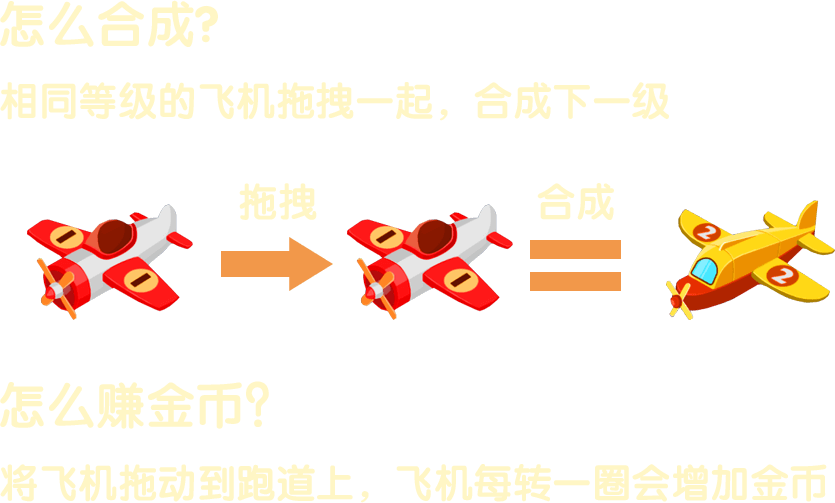 怎么合成?
相同等级的飞机拖拽一起，合成下一级
拖拽 合成
1 1 1 1 2 2
怎么赚金币?
将飞机拖动到跑道上，飞机每转一圈会增加金币